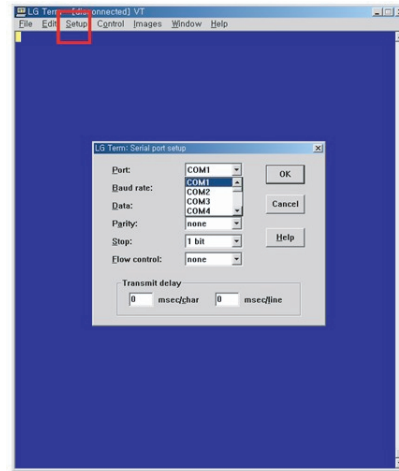 LG Term - [disconnected] VT
File Edit Setup Control Images Window Help
LG Term: Serial port setup
Port: COM1 OK
COM1
Baud rate: COM2
COM3 Cancel
Data: COM4
Parity: none
Stop: 1 bit Help
Flow control: none
Transmit delay
0 msec/char 0 msec/line